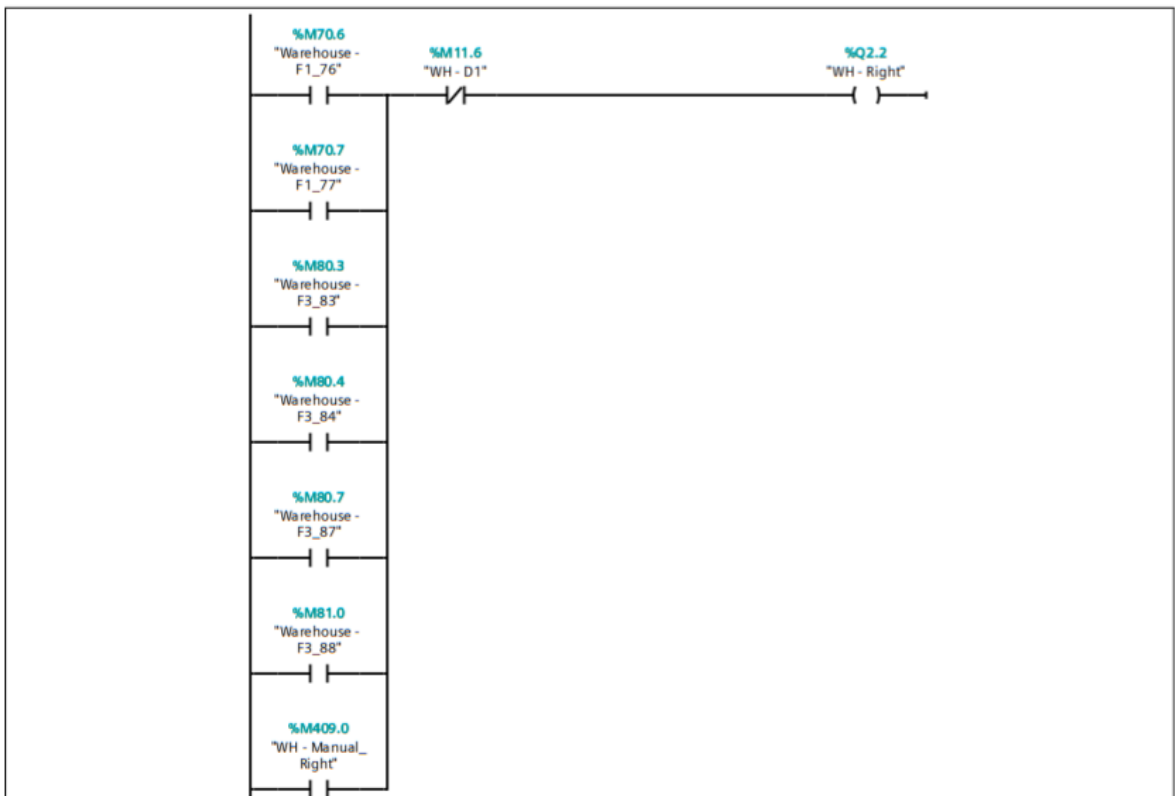 %M70.6
"Warehouse -
F1_76"
%M11.6
"WH - D1"
%Q2.2
"WH - Right"
%M70.7
"Warehouse -
F1_77"
%M80.3
"Warehouse -
F3_83"
%M80.4
"Warehouse -
F3_84"
%M80.7
"Warehouse -
F3_87"
%M81.0
"Warehouse -
F3_88"
%M409.0
"WH - Manual_
Right"